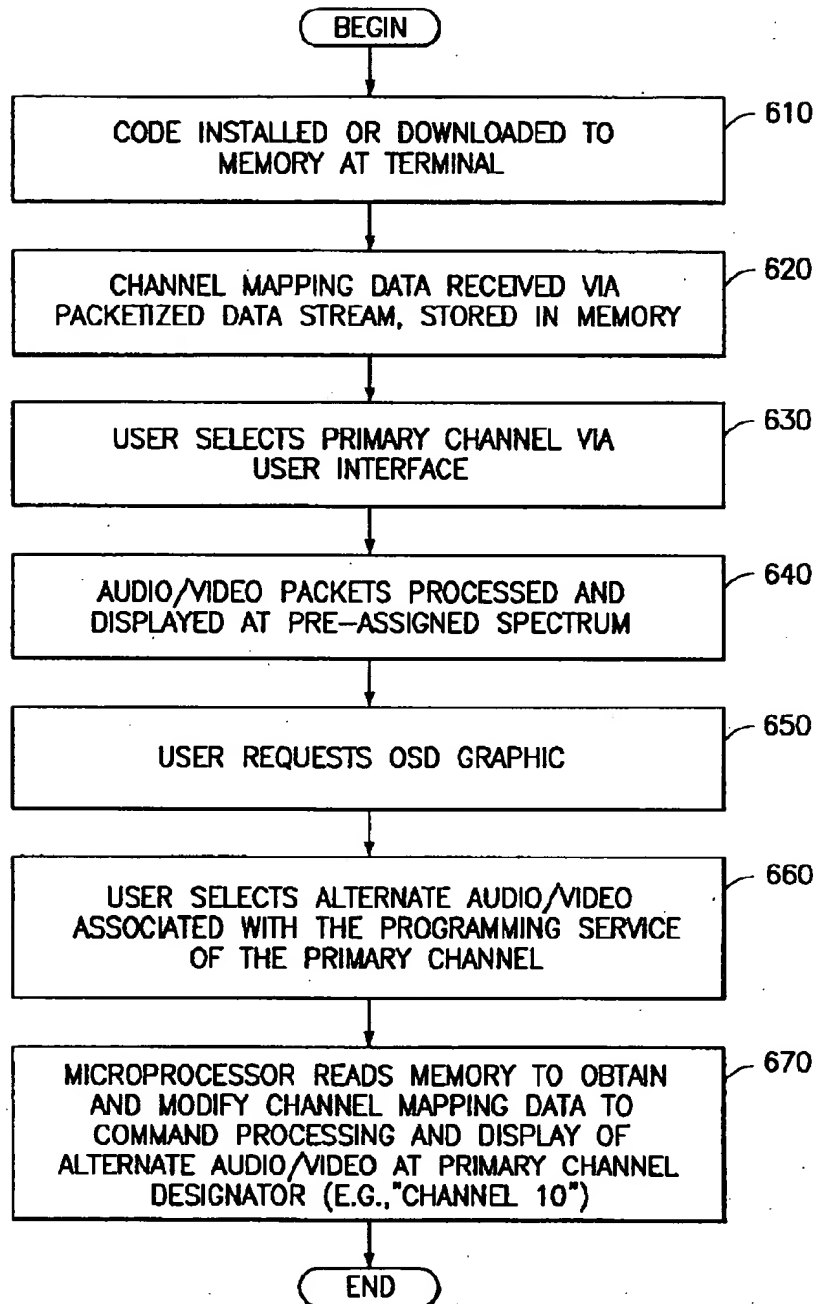 BEGIN
CODE INSTALLED OR DOWNLOADED TO
MEMORY AT TERMINAL
610
CHANNEL MAPPING DATA RECEIVED VIA
PACKETIZED DATA STREAM, STORED IN MEMORY
620
USER SELECTS PRIMARY CHANNEL VIA
USER INTERFACE
630
AUDIO/VIDEO PACKETS PROCESSED AND
DISPLAYED AT PRE-ASSIGNED SPECTRUM
640
USER REQUESTS OSD GRAPHIC
650
USER SELECTS ALTERNATE AUDIO/VIDEO
ASSOCIATED WITH THE PROGRAMMING SERVICE
OF THE PRIMARY CHANNEL
660
MICROPROCESSOR READS MEMORY TO OBTAIN
AND MODIFY CHANNEL MAPPING DATA TO
COMMAND PROCESSING AND DISPLAY OF
ALTERNATE AUDIO/VIDEO AT PRIMARY CHANNEL
DESIGNATOR (E.G.,"CHANNEL 10")
670
END